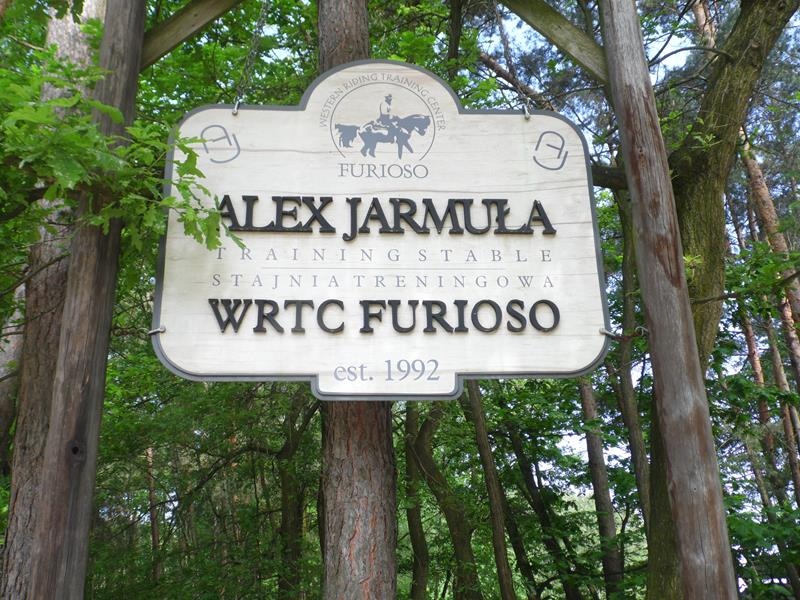 WESTERN RIDING TRAINING CENTER
FURIOSO
ALEX JARMUŁA
TRAINING STABLE
STAJNIA TRENINGOWA
WRTC FURIOSO
est. 1992